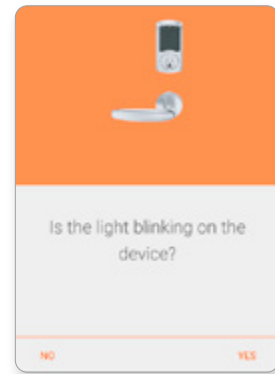 Is the light blinking on the
device?
NO
YES